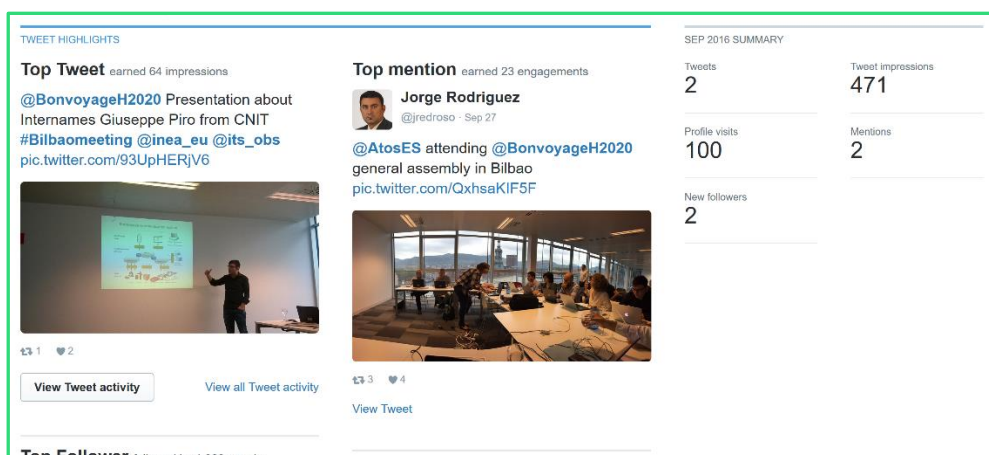 TWEET HIGHLIGHTS
Top Tweet earned 64 impressions
@BonvoyageH2020 Presentation about
Internames Giuseppe Piro from CNIT
#Bilbaomeeting @inea_eu @its_obs
pic.twitter.com/93UpHERjV6
1 2
View Tweet activity
View all Tweet activity
Top Follower
Top mention earned 23 engagements
Jorge Rodriguez
@jredroso · Sep 27
@AtosES attending @BonvoyageH2020
general assembly in Bilbao
pic.twitter.com/QxhsaKIF5F
3 4
View Tweet
SEP 2016 SUMMARY
Tweets
2
Tweet impressions
471
Profile visits
100
Mentions
2
New followers
2